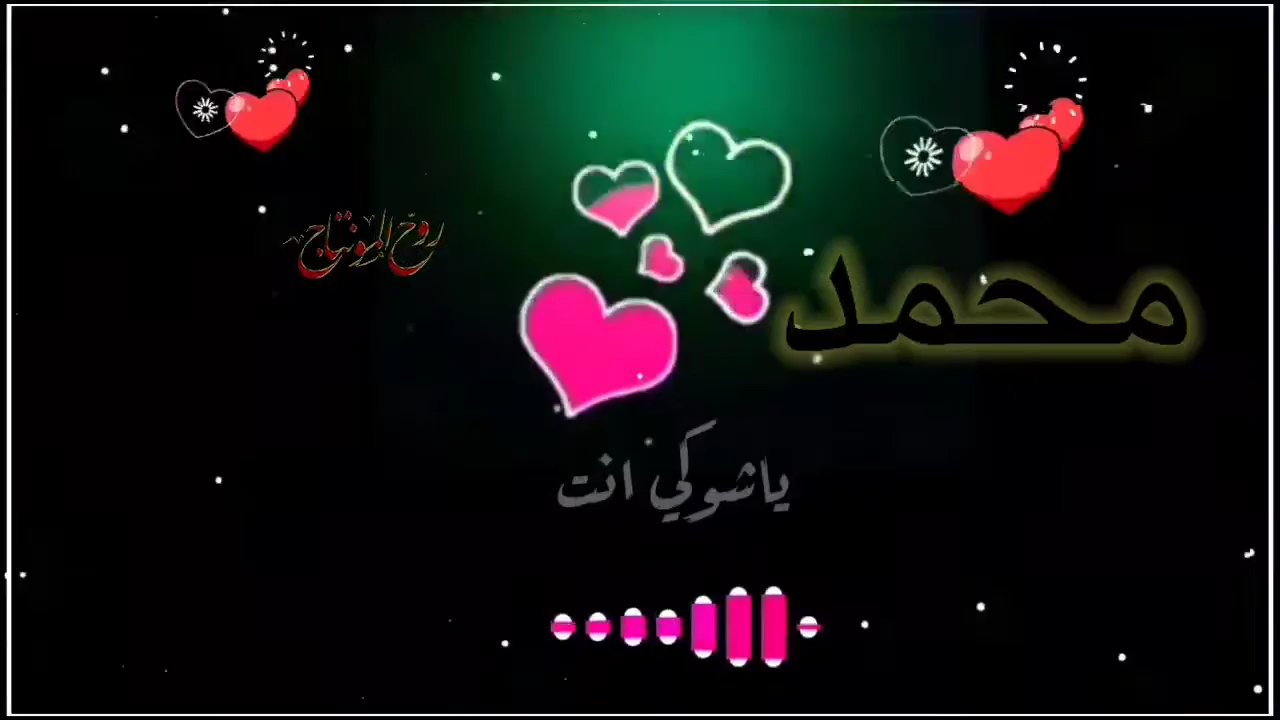 روح المونتاج
محمد
ياشوكي انت